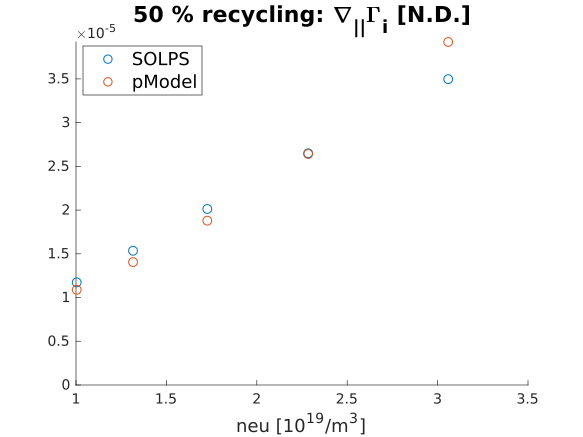 50 % recycling: ∇||Γi [N.D.]
×10-5
SOLPS
pModel
3.5
3
2.5
2
1.5
1
0.5
0
1 1.5 2 2.5 3 3.5
neu [10^19/m^3]